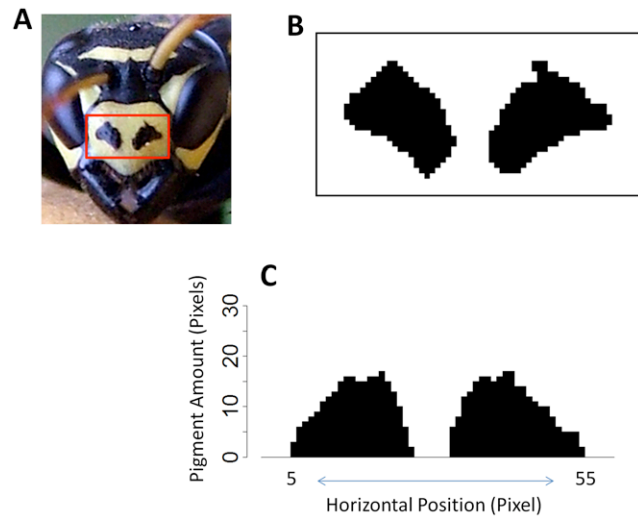 A
B
C
Pigment Amount (Pixels)
30
20
10
0
5
55
Horizontal Position (Pixel)